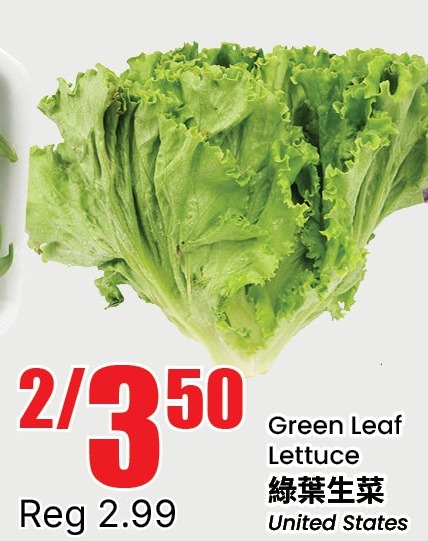 2/3.50
Reg 2.99
Green Leaf
Lettuce
綠葉生菜
United States